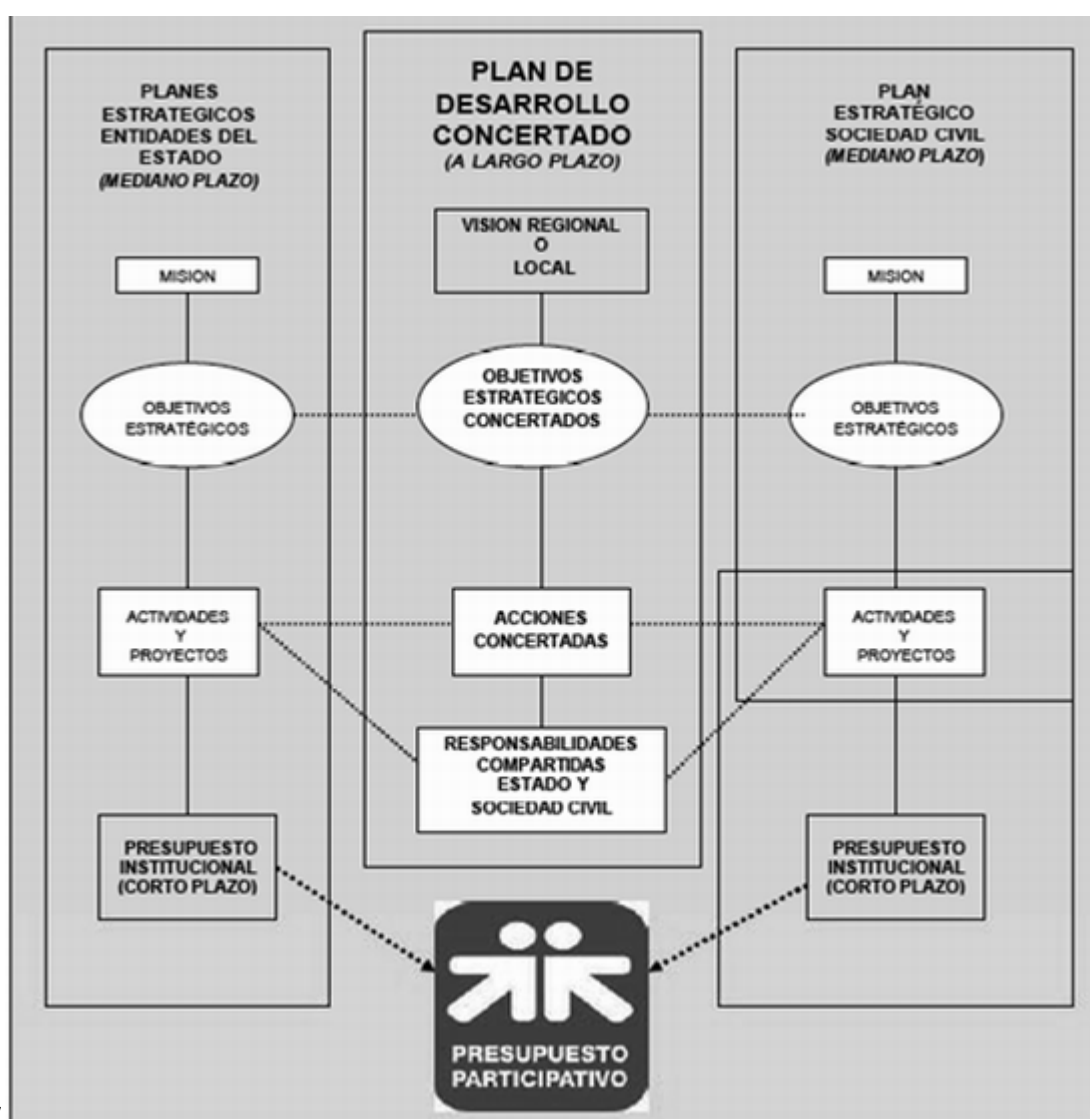 PLANES
ESTRATEGICOS
ENTIDADES DEL
ESTADO
(MEDIANO PLAZO)
MISION
OBJETIVOS
ESTRATÉGICOS
ACTIVIDADES
Y
PROYECTOS
PRESUPUESTO
INSTITUCIONAL
(CORTO PLAZO)
PLAN DE
DESARROLLO
CONCERTADO
(A LARGO PLAZO)
VISION REGIONAL
O
LOCAL
OBJETIVOS
ESTRATEGICOS
CONCERTADOS
ACCIONES
CONCERTADAS
RESPONSABILIDADES
COMPARTIDAS
ESTADO Y
SOCIEDAD CIVIL
PLAN
ESTRATÉGICO
SOCIEDAD CIVIL
(MEDIANO PLAZO)
MISION
OBJETIVOS
ESTRATÉGICOS
ACTIVIDADES
Y
PROYECTOS
PRESUPUESTO
INSTITUCIONAL
(CORTO PLAZO)
PRESUPUESTO
PARTICIPATIVO